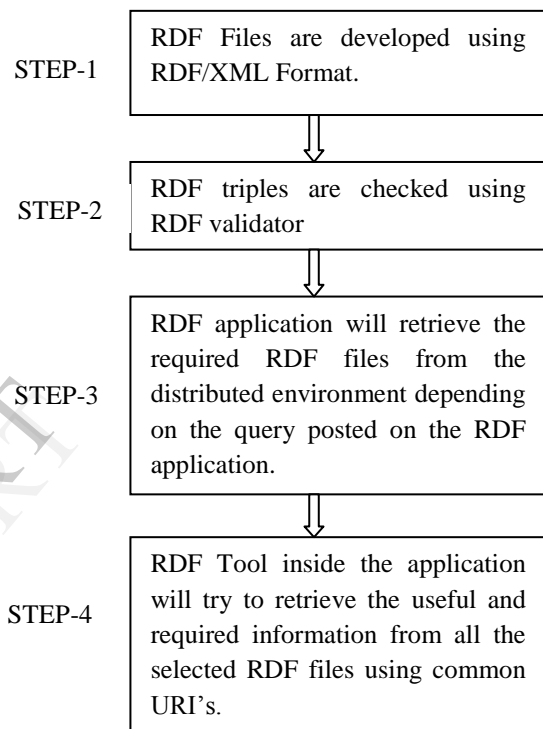 STEP-1
RDF Files are developed using
RDF/XML Format.
STEP-2
RDF triples are checked using
RDF validator
STEP-3
RDF application will retrieve the
required RDF files from the
distributed environment depending
on the query posted on the RDF
application.
STEP-4
RDF Tool inside the application
will try to retrieve the useful and
required information from all the
selected RDF files using common
URI's.
RT